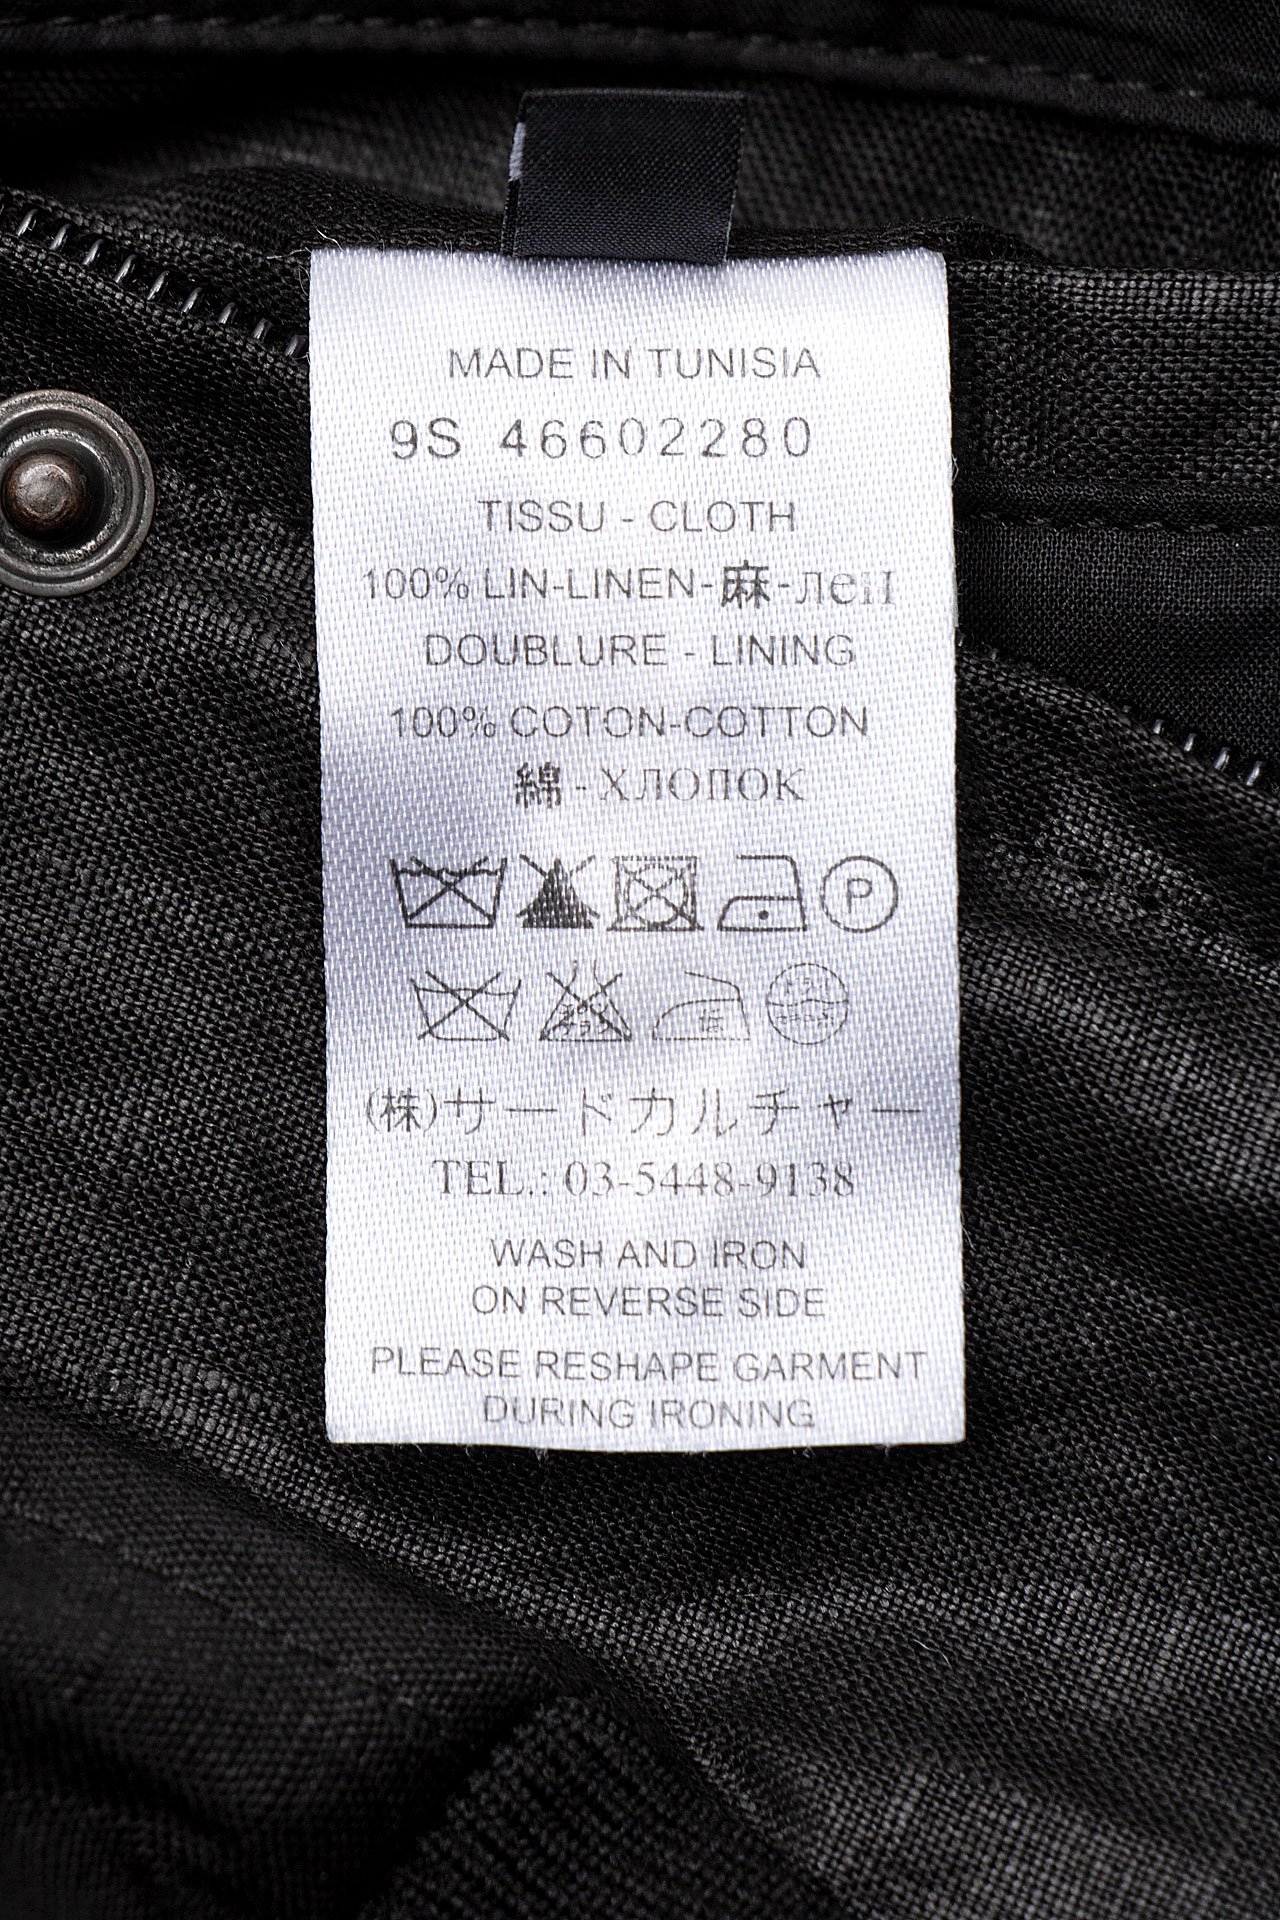 MADE IN TUNISIA
9S 46602280
TISSU - CLOTH
100% LIN-LINEN-麻-лен
DOUBLURE - LINING
100% COTON-COTTON
綿-ХЛОПОК
P
(株)サードカルチャー
TEL.: 03-5448-9138
WASH AND IRON
ON REVERSE SIDE
PLEASE RESHAPE GARMENT
DURING IRONING